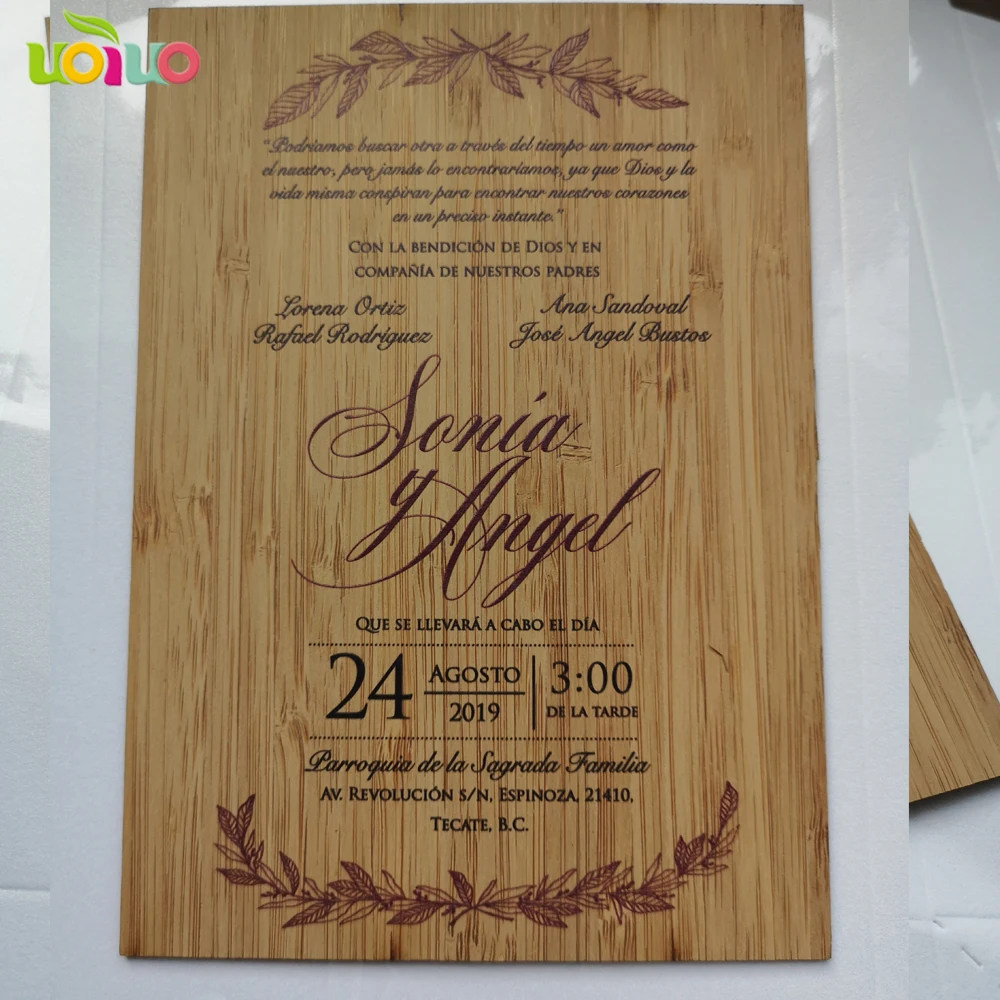 uoiuo
"Podríamos buscar otra a través del tiempo un amor como
el nuestro, pero jamás lo encontraríamos, ya que Dios y la
vida misma conspiran para encontrar nuestros corazones
en un preciso instante."
Con la bendición de Dios y en
compañía de nuestros padres
Lorena Ortiz
Rafael Rodríguez
Ana Sandoval
José Angel Bustos
Sonia
y Angel
Que se llevará a cabo el día
24
Agosto
2019
3:00
de la tarde
Parroquia de la Sagrada Familia
Av. Revolución s/n, Espinoza, 21410,
Tecate, B.C.